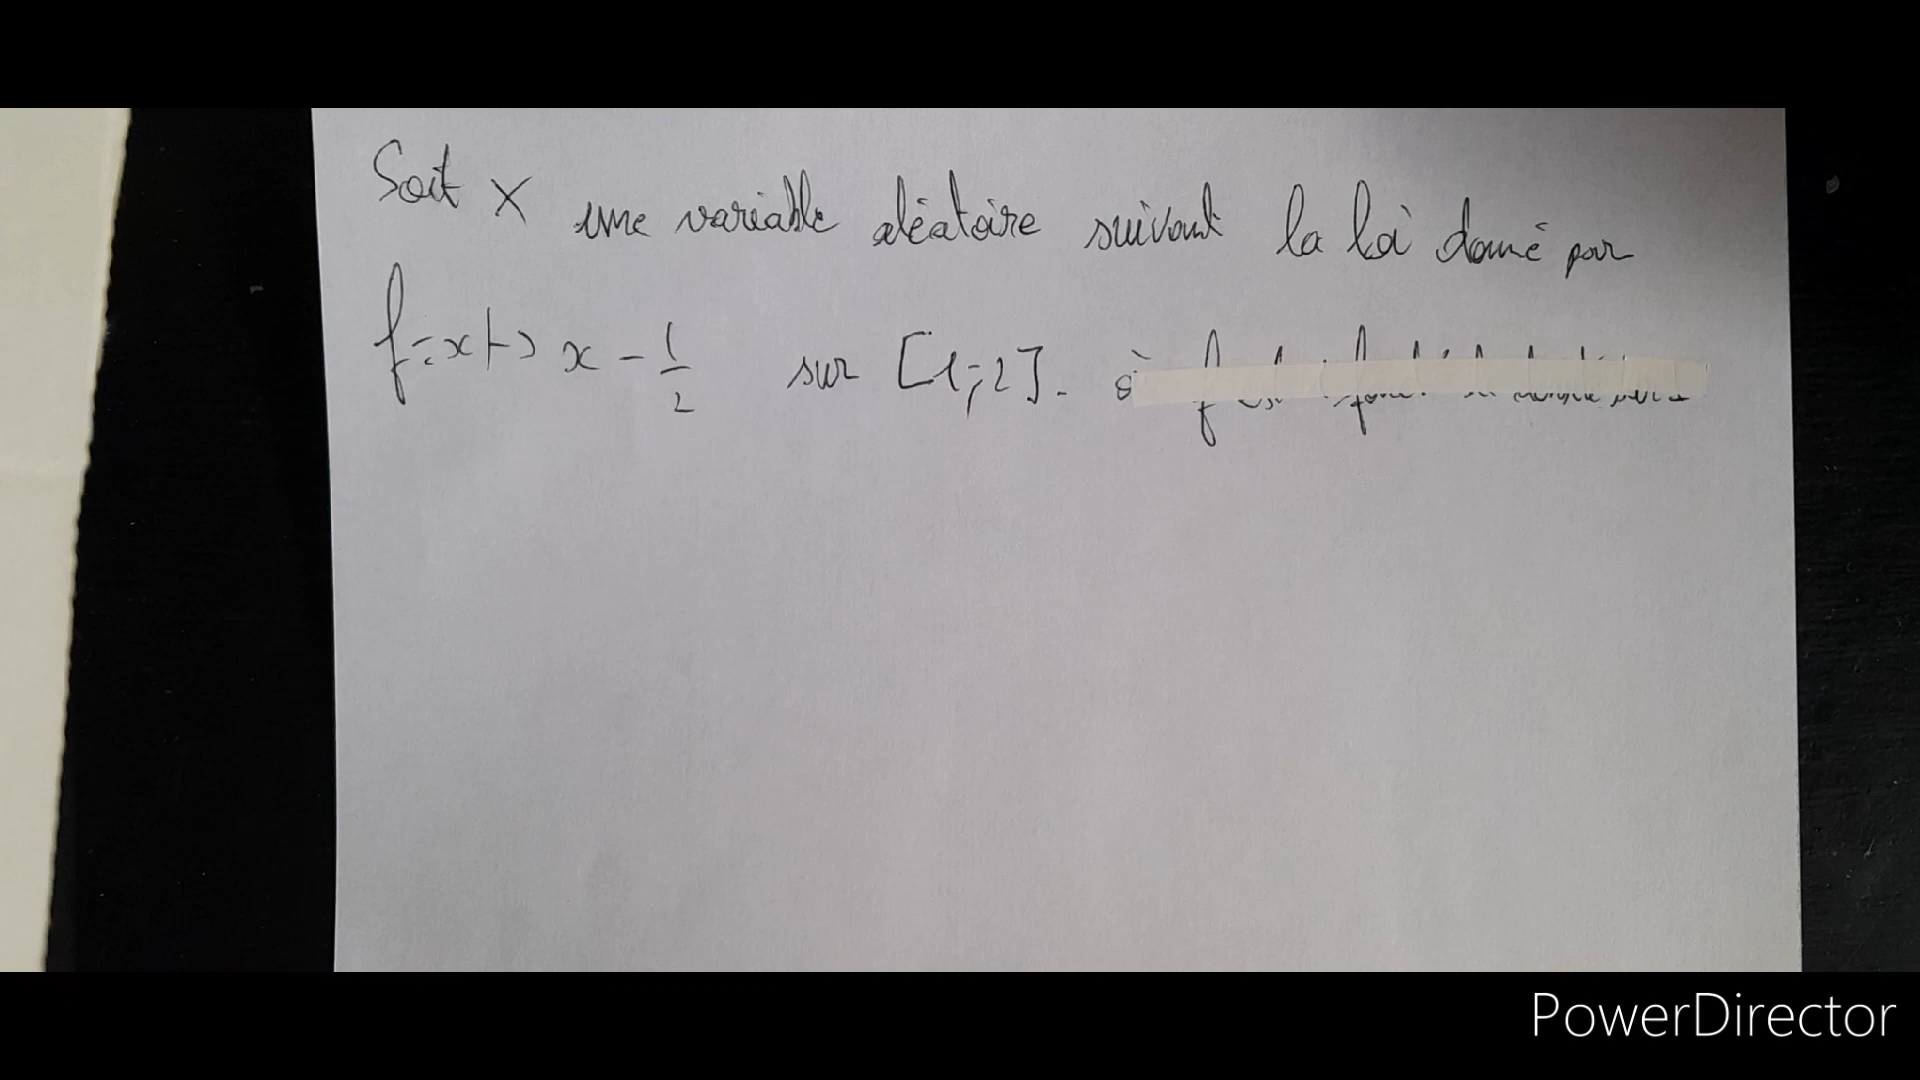 Soit X une variable aléatoire suivant la loi donné par
f: x ↦ x - 1/2 sur [1;2].
PowerDirector